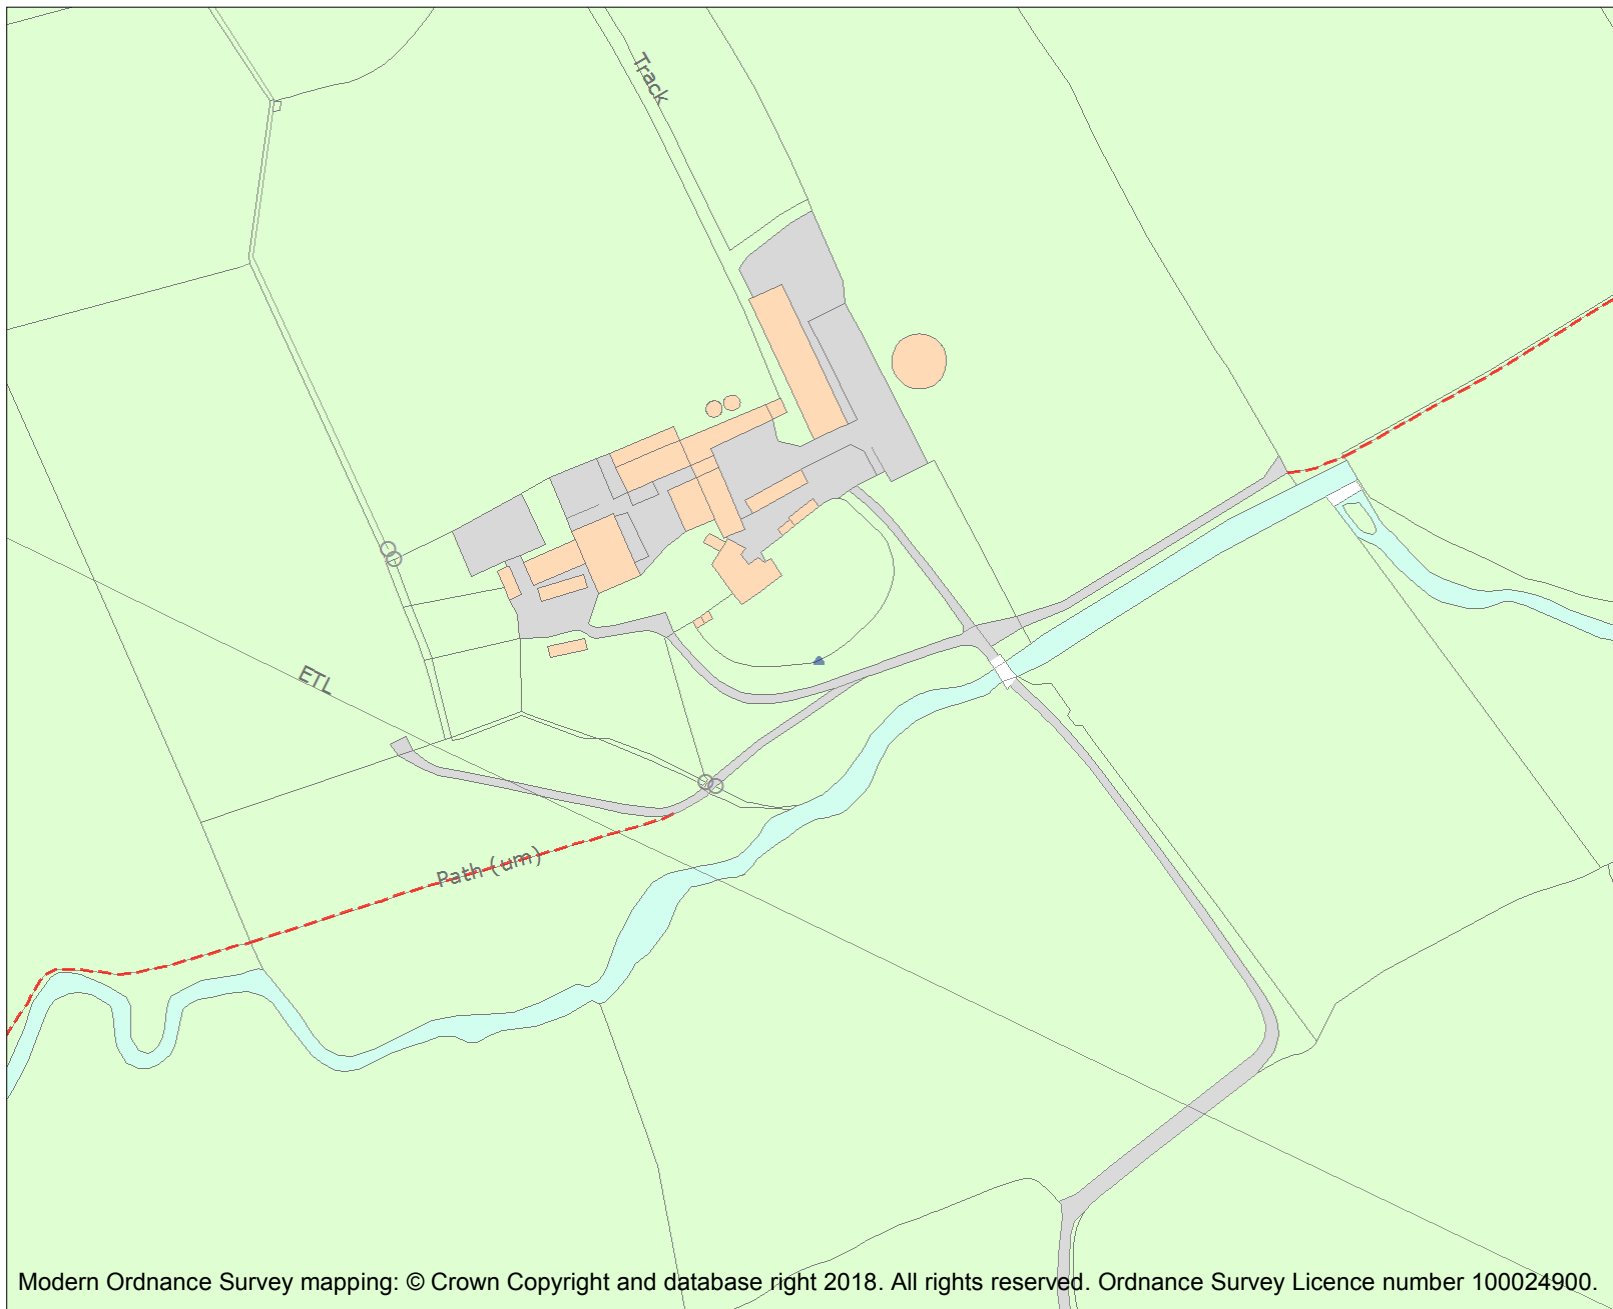 Track
ETL
Path (um)
Modern Ordnance Survey mapping: © Crown Copyright and database right 2018. All rights reserved. Ordnance Survey Licence number 100024900.